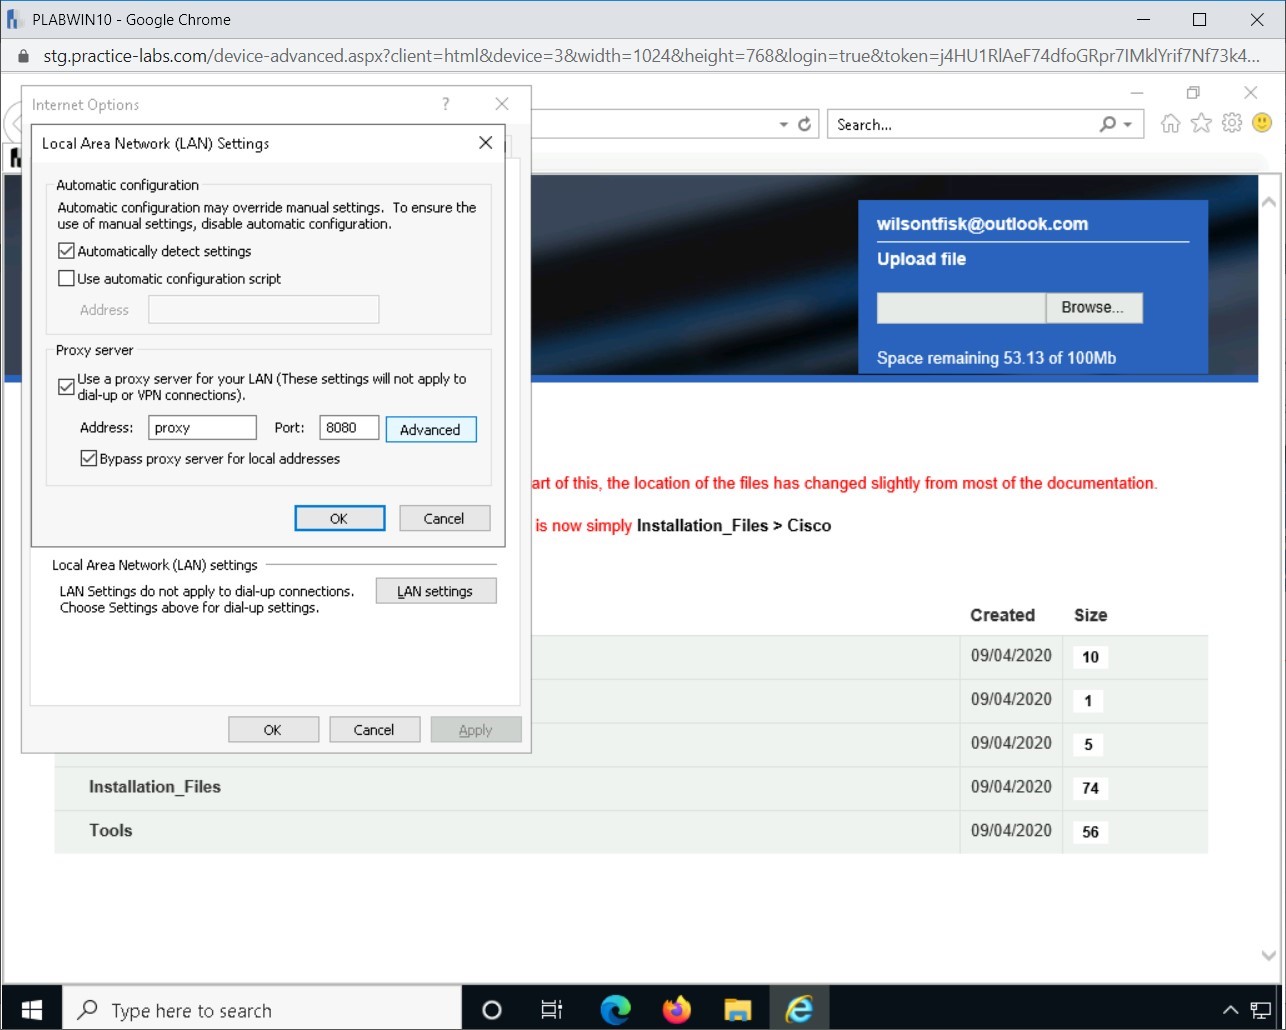 PLABWIN10 - Google Chrome
stg.practice-labs.com/device-advanced.aspx?client=html&device=3&width=1024&height=768&login=true&token=j4HU1RlAeF74dfoGRpr7IMklYrif7Nf73k4...
Internet Options
?
Search...
Local Area Network (LAN) Settings
Automatic configuration
Automatic configuration may override manual settings. To ensure the
use of manual settings, disable automatic configuration.
Automatically detect settings
Use automatic configuration script
Address
Proxy server
Use a proxy server for your LAN (These settings will not apply to
dial-up or VPN connections).
Address: proxy Port: 8080 Advanced
Bypass proxy server for local addresses
OK Cancel
Local Area Network (LAN) settings
LAN Settings do not apply to dial-up connections.
Choose Settings above for dial-up settings.
LAN settings
OK Cancel Apply
wilsontfisk@outlook.com
Upload file
Browse...
Space remaining 53.13 of 100Mb
art of this, the location of the files has changed slightly from most of the documentation.
is now simply Installation_Files > Cisco
Created Size
09/04/2020 10
09/04/2020 1
09/04/2020 5
Installation_Files 09/04/2020 74
Tools 09/04/2020 56
Type here to search